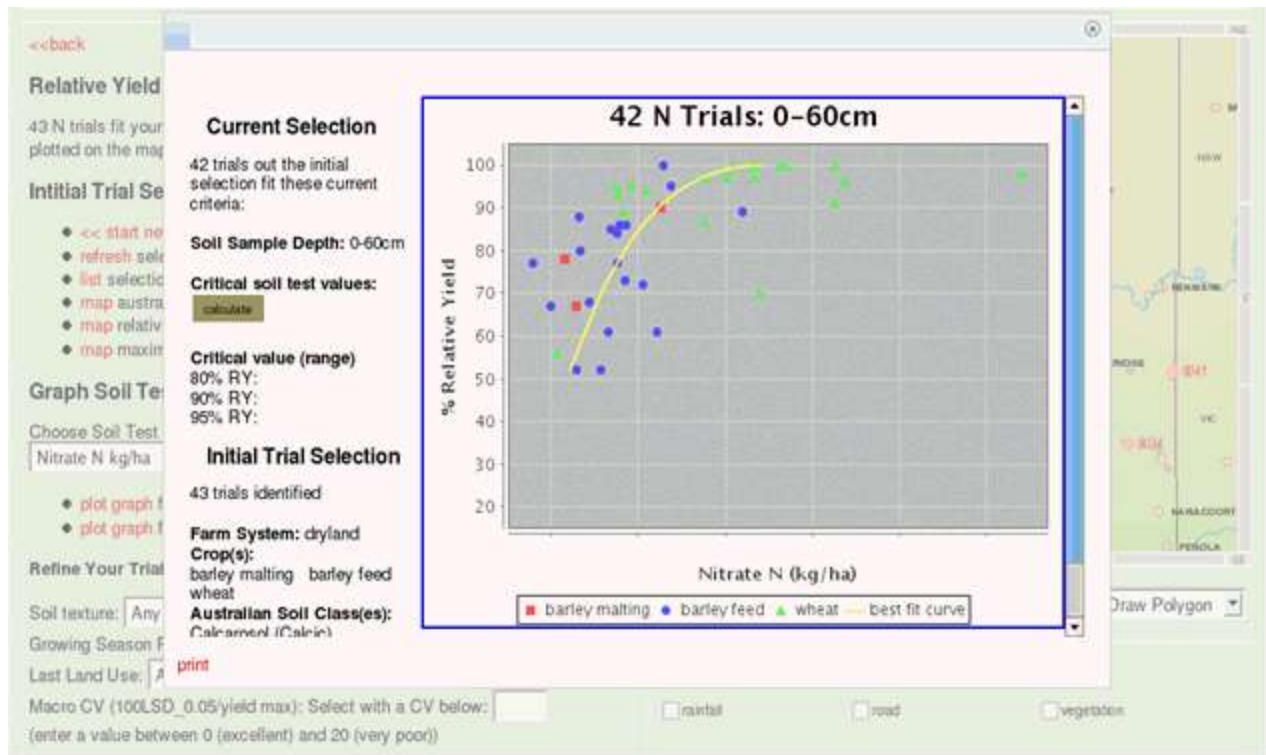 <<back
Relative Yield
43 N trials fit your
plotted on the map
Intitial Trial Se
<< start ne
refresh sele
list selectio
map austra
map relativ
map maxim
Graph Soil Te
Choose Soil Test
Nitrate N kg/ha
plot graph f
plot graph f
Refine Your Trial
Soil texture: Any
Growing Season F
Last Land Use: A
Macro CV (100LSD_0.05/yield max): Select with a CV below:
(enter a value between 0 (excellent) and 20 (very poor))
Current Selection
42 trials out the initial
selection fit these current
criteria:
Soil Sample Depth: 0-60cm
Critical soil test values:
calculate
Critical value (range)
80% RY:
90% RY:
95% RY:
Initial Trial Selection
43 trials identified
Farm System: dryland
Crop(s):
barley malting barley feed
wheat
Australian Soil Class(es):
Calcarosol (Calcic)
print
42 N Trials: 0-60cm
% Relative Yield
100
90
80
70
60
50
40
30
20
Nitrate N (kg/ha)
barley malting barley feed wheat best fit curve
NSW
VIC
NARACOORT
PENOLA
Draw Polygon
rainfall road vegetation